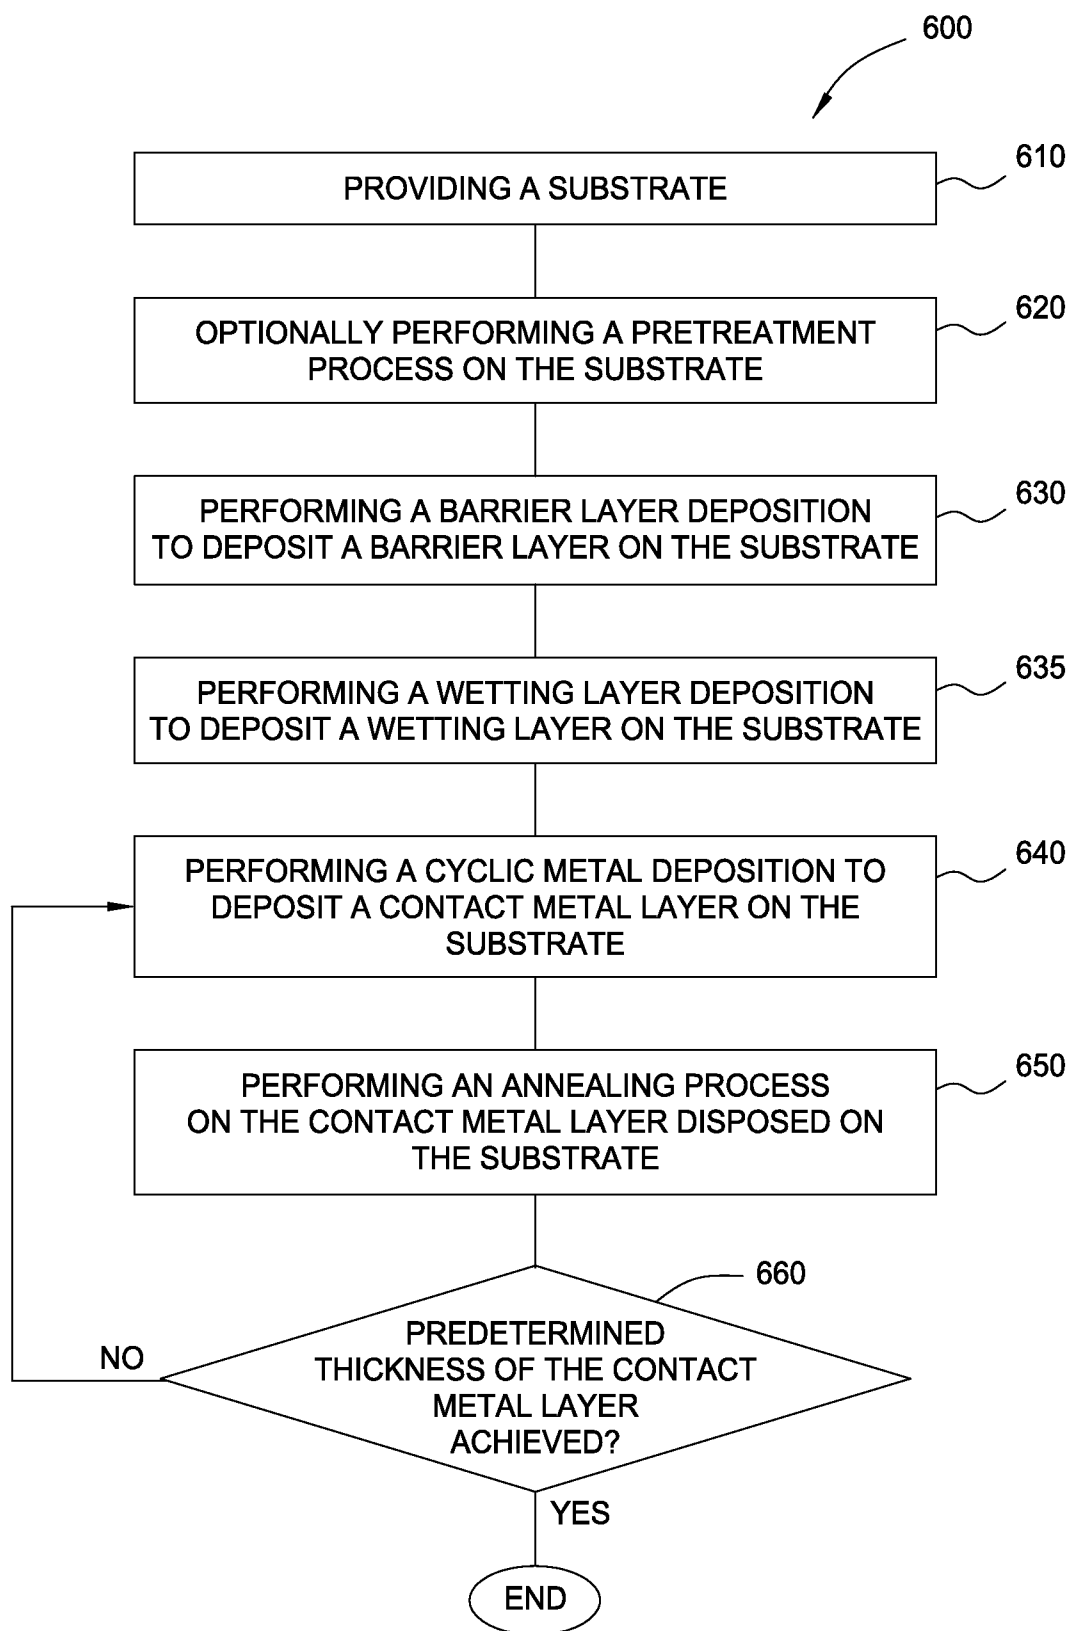 600
PROVIDING A SUBSTRATE
610
OPTIONALLY PERFORMING A PRETREATMENT
PROCESS ON THE SUBSTRATE
620
PERFORMING A BARRIER LAYER DEPOSITION
TO DEPOSIT A BARRIER LAYER ON THE SUBSTRATE
630
PERFORMING A WETTING LAYER DEPOSITION
TO DEPOSIT A WETTING LAYER ON THE SUBSTRATE
635
PERFORMING A CYCLIC METAL DEPOSITION TO
DEPOSIT A CONTACT METAL LAYER ON THE
SUBSTRATE
640
PERFORMING AN ANNEALING PROCESS
ON THE CONTACT METAL LAYER DISPOSED ON
THE SUBSTRATE
650
660
PREDETERMINED
THICKNESS OF THE CONTACT
METAL LAYER
ACHIEVED?
NO
YES
END